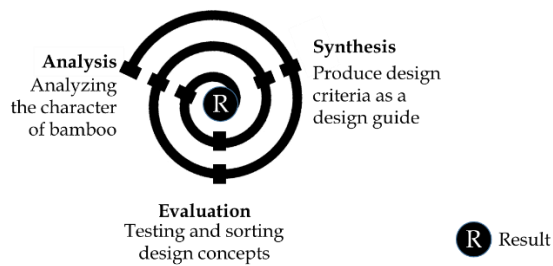 Analysis
Analyzing
the character
of bamboo
Synthesis
Produce design
criteria as a
design guide
R
Evaluation
Testing and sorting
design concepts
R Result